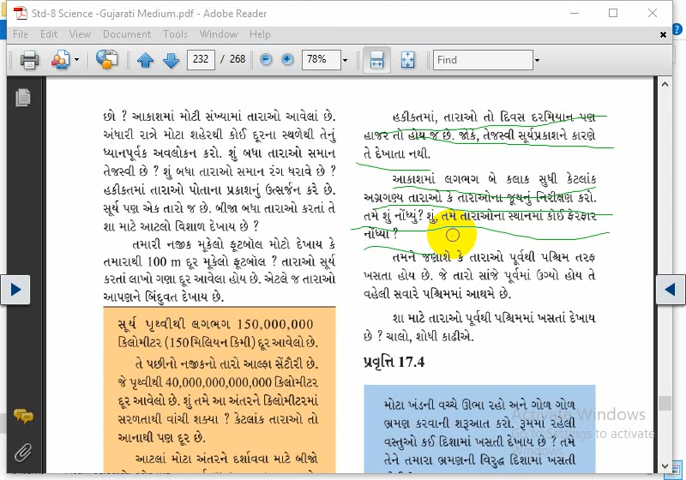 Std-8 Science -Gujarati Medium.pdf - Adobe Reader
File Edit View Document Tools Window Help
232 / 268 78% Find
છો ? આકાશમાં મોટી સંખ્યામાં તારાઓ આવેલાં છે.
અંધારી રાત્રે મોટા શહેરથી કોઈ દૂરના સ્થળેથી તેનું
ધ્યાનપૂર્વક અવલોકન કરો. શું બધા તારાઓ સમાન
તેજસ્વી છે ? શું બધા તારાઓ સમાન રંગ ધરાવે છે ?
હકીકતમાં તારાઓ પોતાના પ્રકાશનું ઉત્સર્જન કરે છે.
સૂર્ય પણ એક તારો જ છે. બીજા બધા તારાઓ કરતાં તે
શા માટે આટલો વિશાળ દેખાય છે ?
તમારી નજીક મૂકેલો ફૂટબોલ મોટો દેખાય કે
તમારાથી 100 m દૂર મૂકેલો ફૂટબોલ ? તારાઓ સૂર્ય
કરતાં લાખો ગણા દૂર આવેલા હોય છે. એટલે જ તારાઓ
આપણને બિંદુવત દેખાય છે.
સૂર્ય પૃથ્વીથી લગભગ 150,000,000
કિલોમીટર (150 મિલિયન કિમી) દૂર આવેલો છે.
તે પછીનો નજીકનો તારો આલ્ફા સેંટૌરી છે.
જે પૃથ્વીથી 40,000,000,000,000 કિલોમીટર
દૂર આવેલો છે. શું તમે આ અંતરને કિલોમીટરમાં
સરળતાથી વાંચી શક્યા ? કેટલાંક તારાઓ તો
આનાથી પણ દૂર છે.
આટલાં મોટા અંતરને દર્શાવવા માટે બીજો
હકીકતમાં, તારાઓ તો દિવસ દરમિયાન પણ
હાજર તો હોય જ છે. જોકે, તેજસ્વી સૂર્યપ્રકાશને કારણે
તે દેખાતા નથી.
આકાશમાં લગભગ બે કલાક સુધી કેટલાંક
અગ્રગણ્ય તારાઓ કે તારાઓના જૂથનું નિરીક્ષણ કરો.
તમે શું નોંધ્યું? શું, તમે તારાઓના સ્થાનમાં કોઈ ફેરફાર
નોંધ્યા ?
તમને જણાશે કે તારાઓ પૂર્વથી પશ્ચિમ તરફ
ખસતા હોય છે. જે તારો સાંજે પૂર્વમાં ઉગ્યો હોય તે
વહેલી સવારે પશ્ચિમમાં આથમે છે.
શા માટે તારાઓ પૂર્વથી પશ્ચિમમાં ખસતાં દેખાય
છે ? ચાલો, શોધી કાઢીએ.
પ્રવૃત્તિ 17.4
મોટા ખંડની વચ્ચે ઊભા રહો અને ગોળ ગોળ
ભ્રમણ કરવાની શરૂઆત કરો. રૂમમાં રહેલી
વસ્તુઓ કઈ દિશામાં ખસતી દેખાય છે ? તમે
તેને તમારા ભ્રમણની વિરુદ્ધ દિશામાં ખસતી
Activate Windows
Go to Settings to activate
Windows.